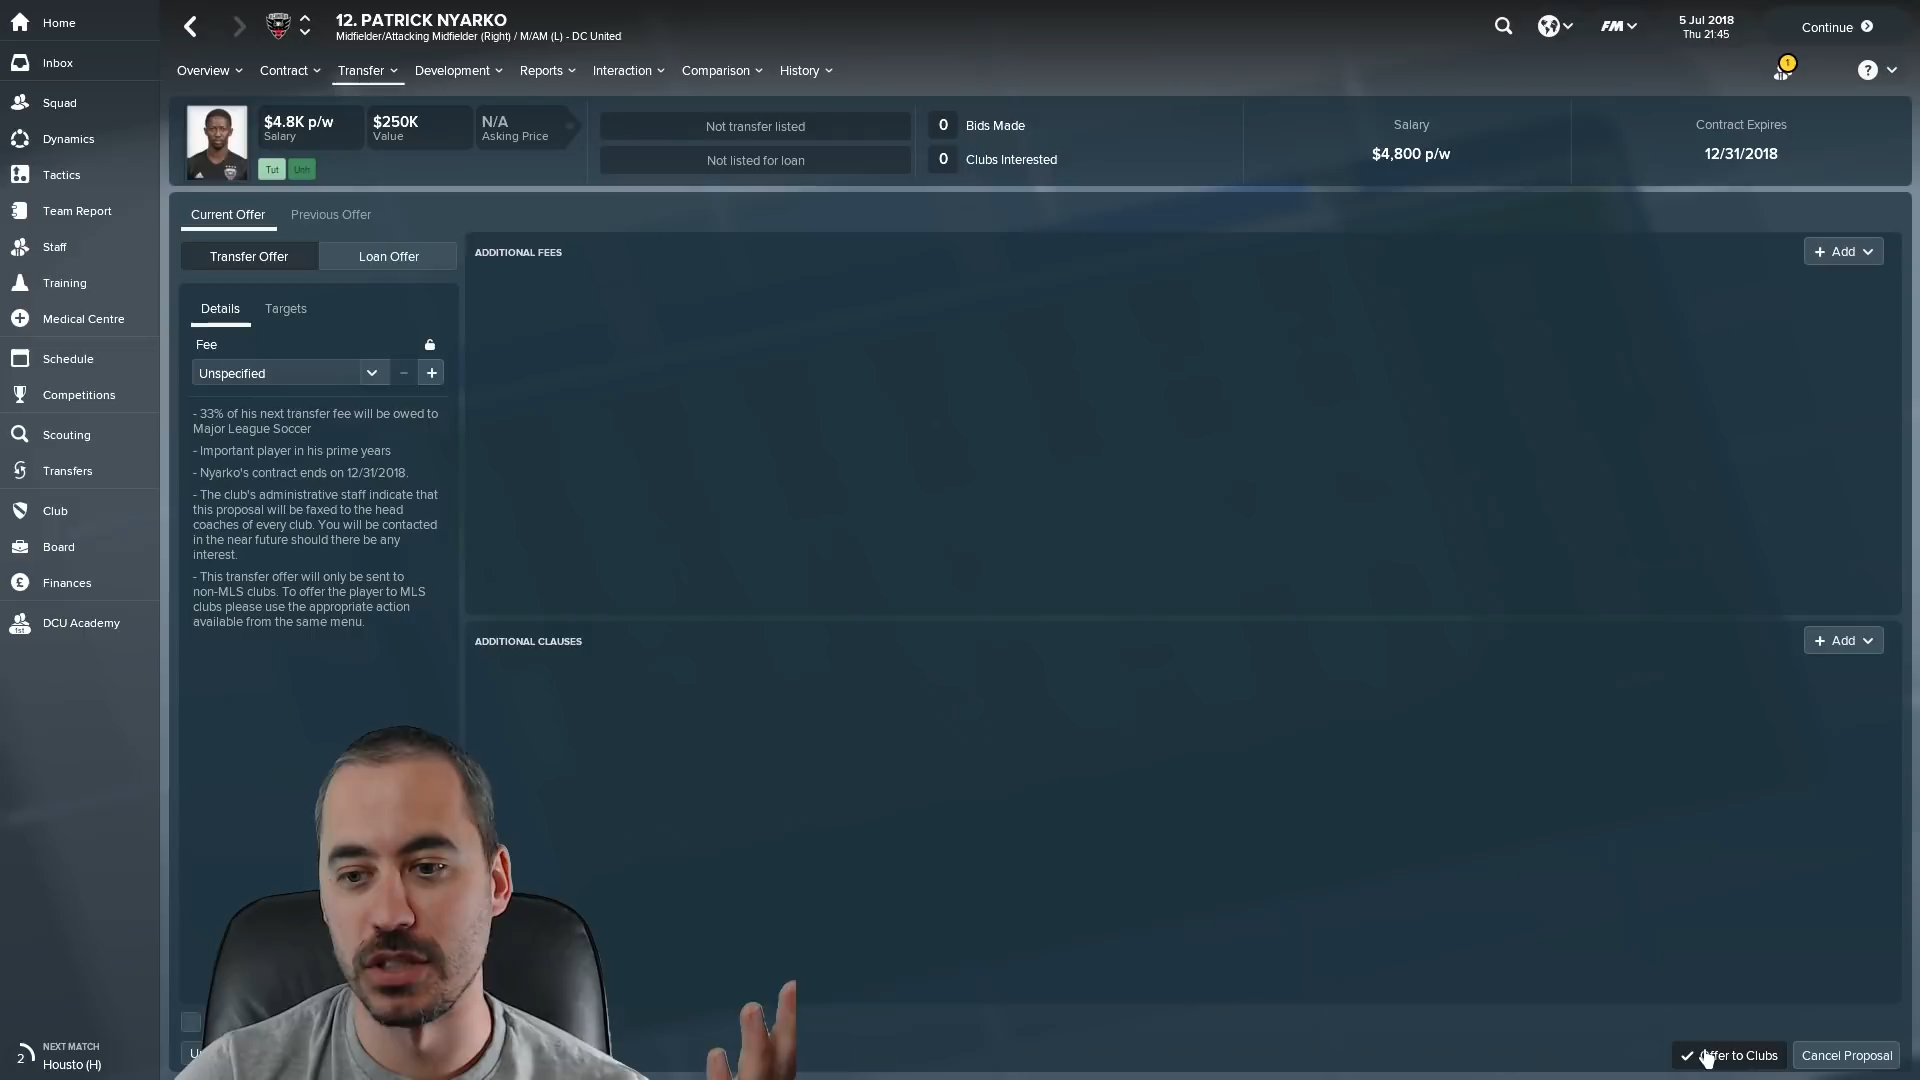 Home
Inbox
Squad
Dynamics
Tactics
Team Report
Staff
Training
Medical Centre
Schedule
Competitions
Scouting
Transfers
Club
Board
Finances
1st
DCU Academy
2
NEXT MATCH
Housto (H)
12. PATRICK NYARKO
Midfielder/Attacking Midfielder (Right) / M/AM (L) - DC United
FM
5 Jul 2018
Thu 21:45
Continue
Overview
Contract
Transfer
Development
Reports
Interaction
Comparison
History
1
?
$4.8K p/w
Salary
$250K
Value
N/A
Asking Price
Tut
Unh
Not transfer listed
Not listed for loan
0 Bids Made
0 Clubs Interested
Salary
$4,800 p/w
Contract Expires
12/31/2018
Current Offer
Previous Offer
Transfer Offer
Loan Offer
Details
Targets
Fee
Unspecified
- 33% of his next transfer fee will be owed to
Major League Soccer
- Important player in his prime years
- Nyarko's contract ends on 12/31/2018.
- The club's administrative staff indicate that
this proposal will be faxed to the head
coaches of every club. You will be contacted
in the near future should there be any
interest.
- This transfer offer will only be sent to
non-MLS clubs. To offer the player to MLS
clubs please use the appropriate action
available from the same menu.
ADDITIONAL FEES
+ Add
ADDITIONAL CLAUSES
+ Add
ffer to Clubs
Cancel Proposal